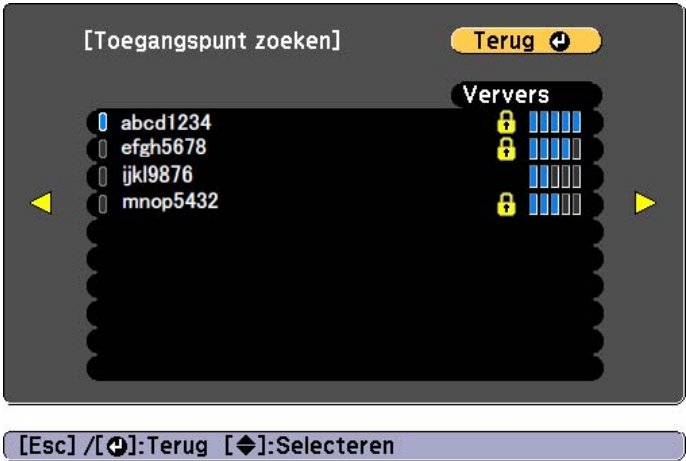 [Toegangspunt zoeken]
Terug
Ververs
abcd1234
efgh5678
ijkl9876
mnop5432
[Esc] /[⏎]:Terug [◆]:Selecteren